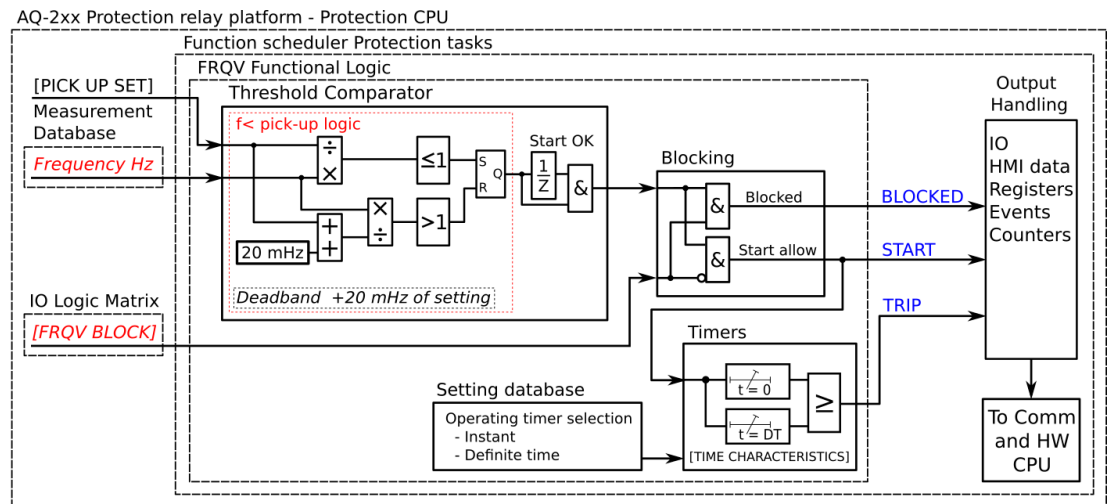 AQ-2xx Protection relay platform - Protection CPU
Function scheduler Protection tasks
FRQV Functional Logic
Threshold Comparator
[PICK UP SET]
Measurement
Database
Frequency Hz
f< pick-up logic
÷
×
≤1
S
R
Q
Start OK
1
Z
&
×
÷
>1
+
+
20 mHz
Deadband +20 mHz of setting
IO Logic Matrix
[FRQV BLOCK]
Blocking
&
Blocked
&
Start allow
BLOCKED
START
TRIP
Output
Handling
IO
HMI data
Registers
Events
Counters
Timers
t = 0
t = DT
≥
[TIME CHARACTERISTICS]
Setting database
Operating timer selection
- Instant
- Definite time
To Comm
and HW
CPU